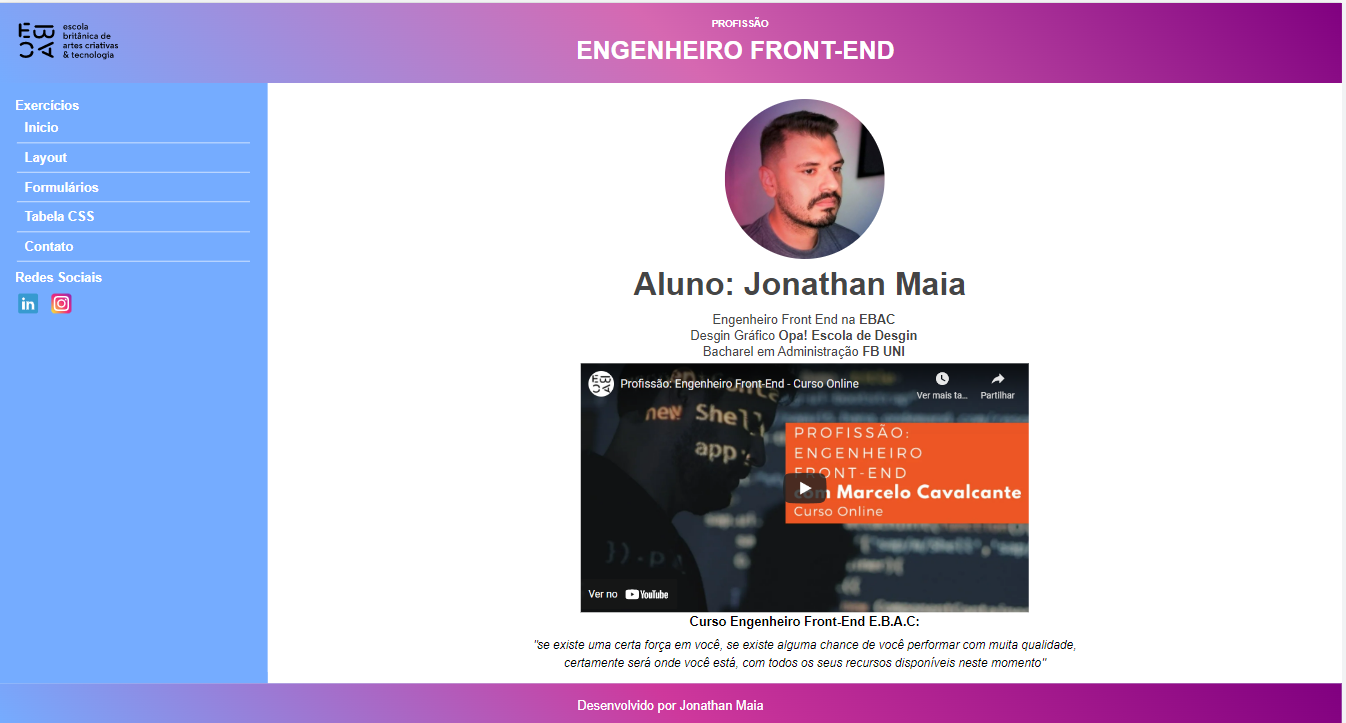 escola
britânica de
artes criativas
& tecnologia
PROFISSÃO
ENGENHEIRO FRONT-END
Exercícios
Inicio
Layout
Formulários
Tabela CSS
Contato
Redes Sociais
in
Aluno: Jonathan Maia
Engenheiro Front End na EBAC
Desgin Gráfico Opa! Escola de Desgin
Bacharel em Administração FB UNI
Profissão: Engenheiro Front-End - Curso Online
Ver mais ta...
Partilhar
new Shell
app
PROFISSÃO:
ENGENHEIRO
FRONT-END
com Marcelo Cavalcante
Curso Online
Ver no YouTube
Curso Engenheiro Front-End E.B.A.C:
"se existe uma certa força em você, se existe alguma chance de você performar com muita qualidade,
certamente será onde você está, com todos os seus recursos disponíveis neste momento"
Desenvolvido por Jonathan Maia